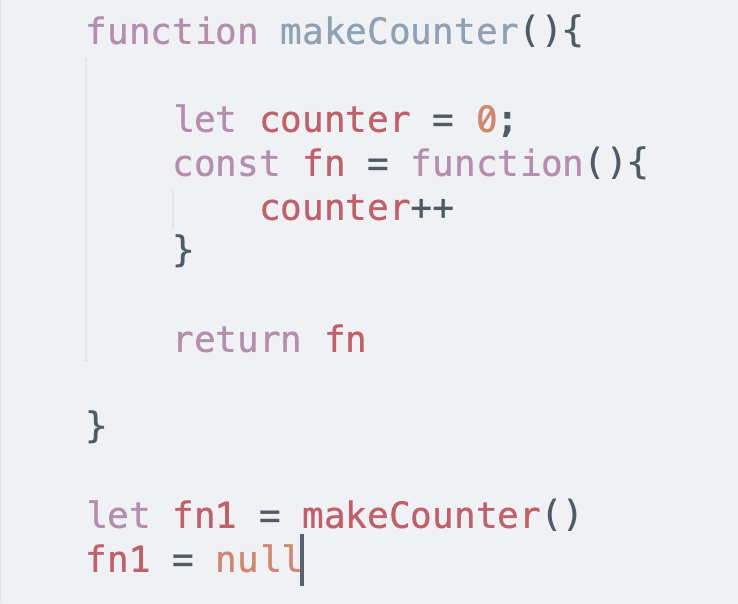 function makeCounter(){
let counter = 0;
const fn = function(){
counter++
}
return fn
}
let fn1 = makeCounter()
fn1 = null